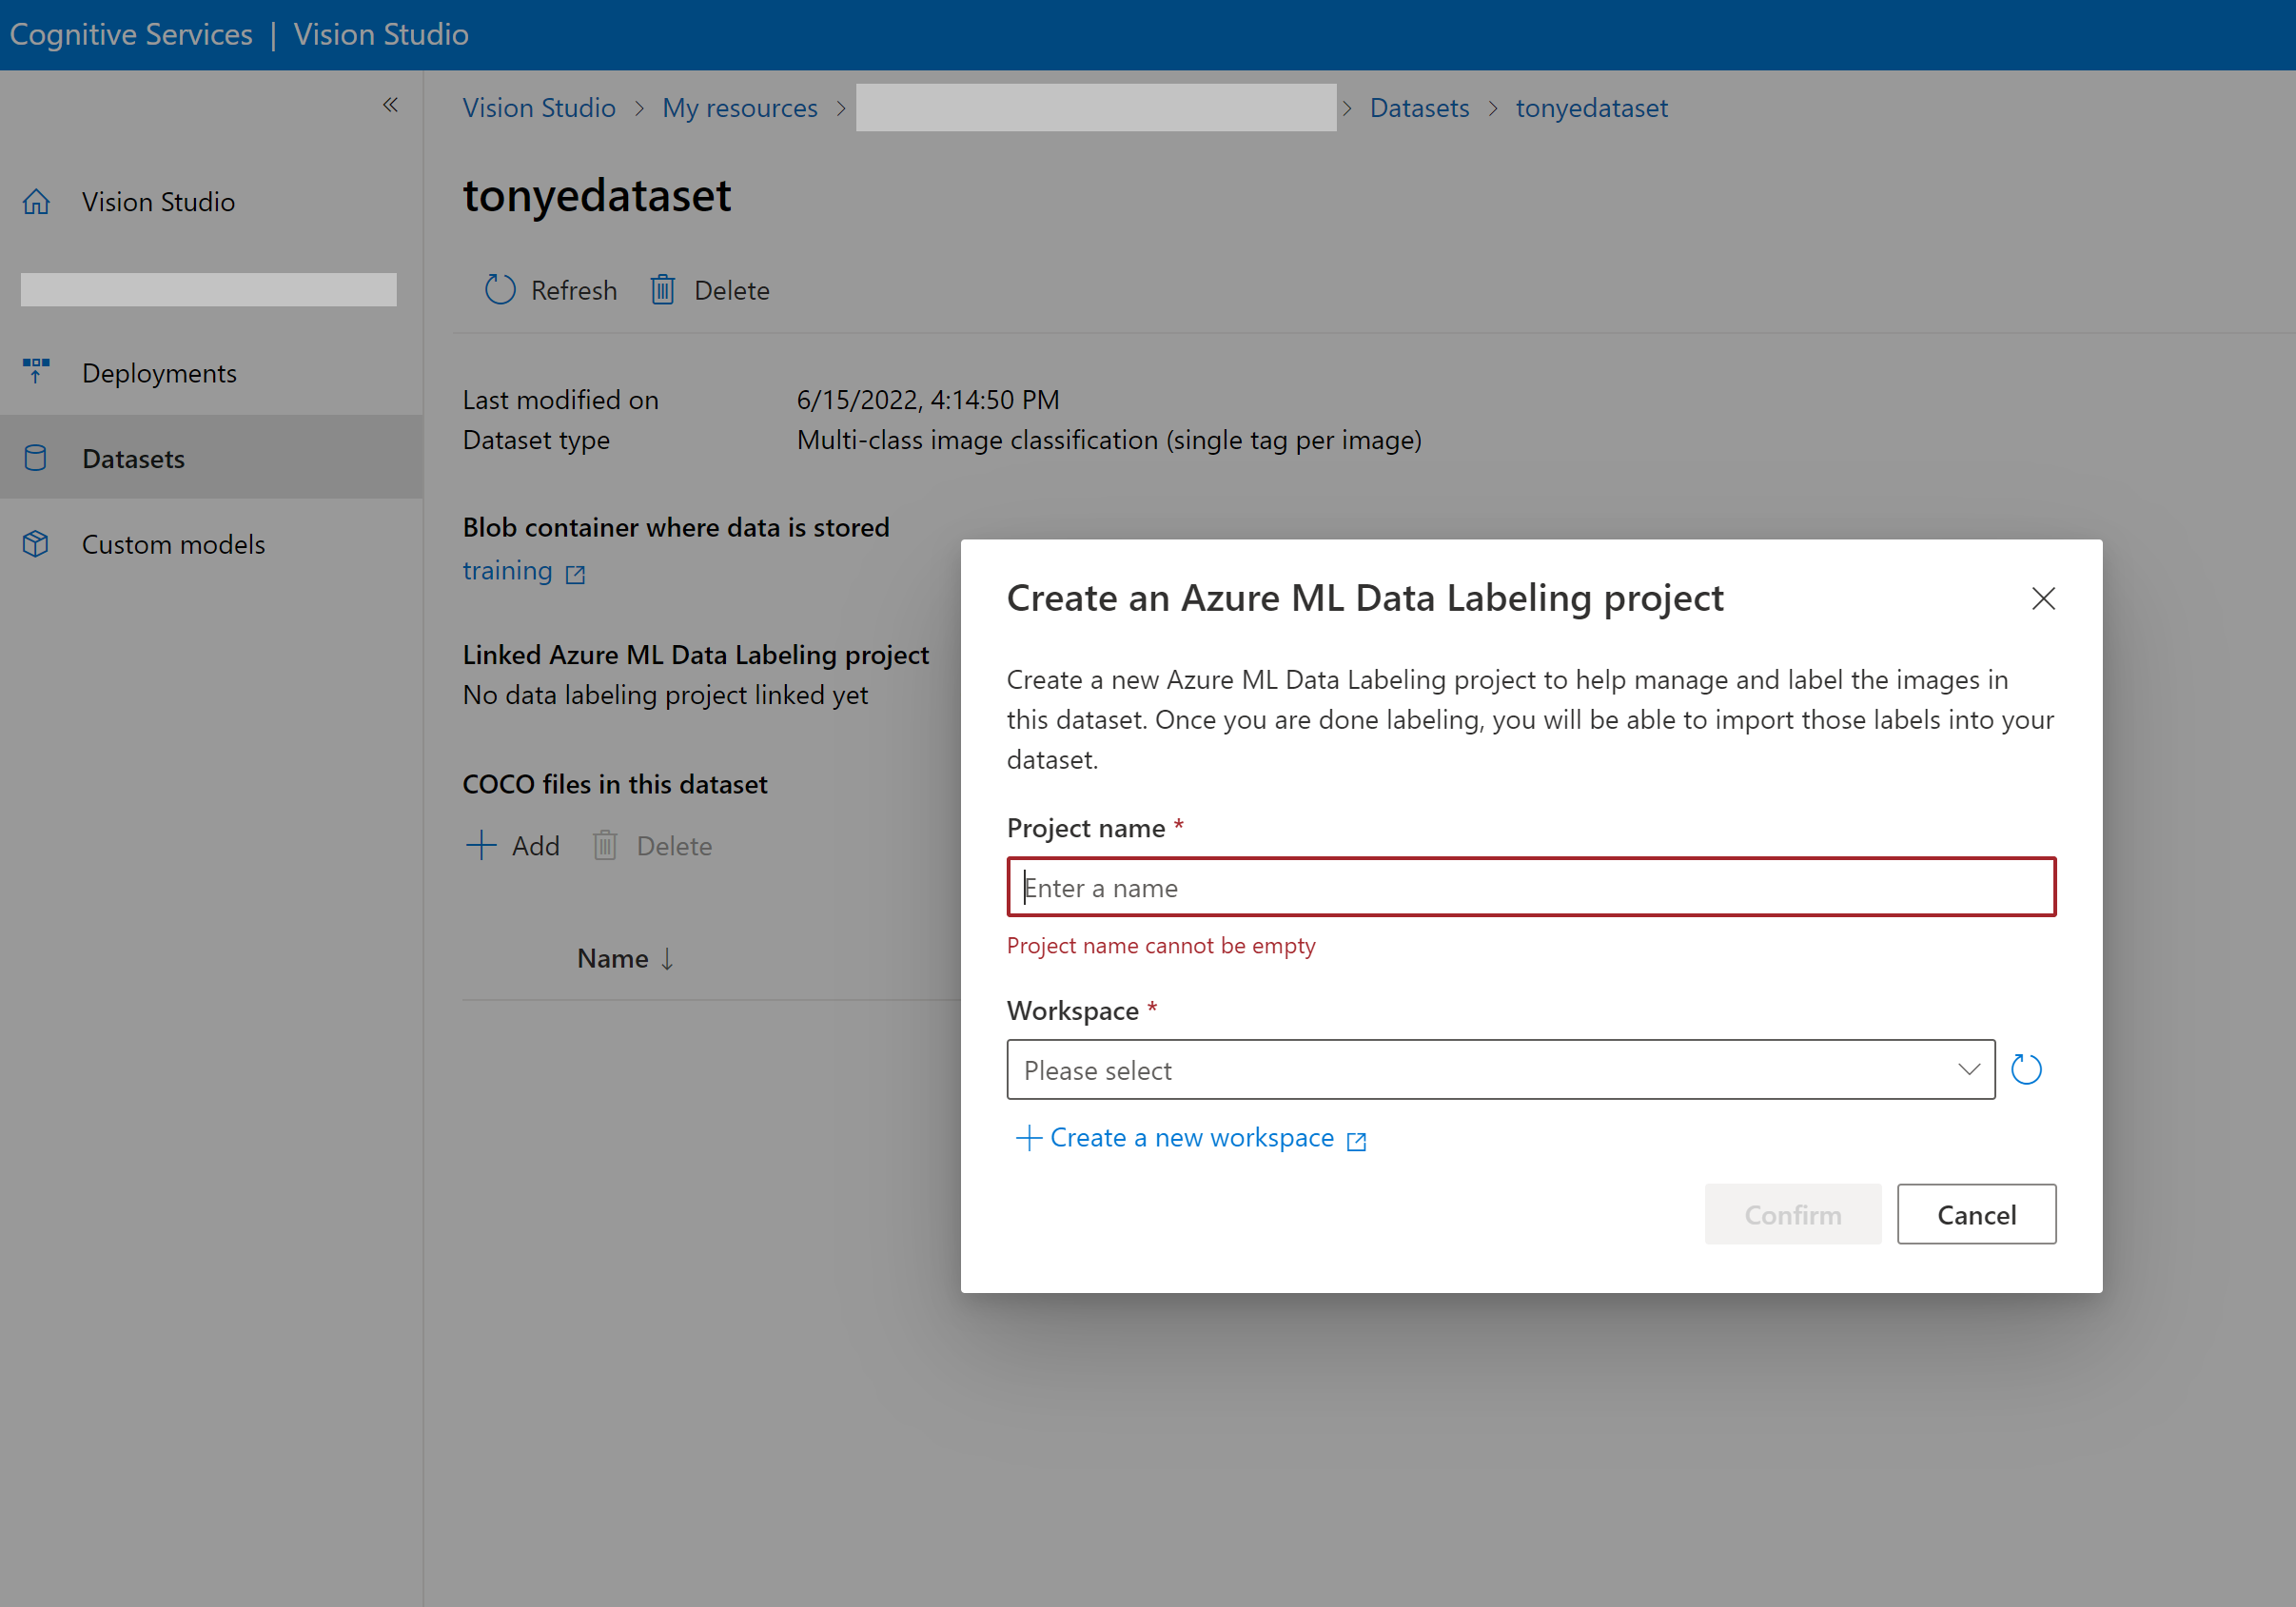 Cognitive Services | Vision Studio
Vision Studio > My resources > > Datasets > tonyedataset
Vision Studio
Deployments
Datasets
Custom models
tonyedataset
Refresh Delete
Last modified on 6/15/2022, 4:14:50 PM
Dataset type Multi-class image classification (single tag per image)
Blob container where data is stored
training
Linked Azure ML Data Labeling project
No data labeling project linked yet
COCO files in this dataset
Add Delete
Name ↓
Create an Azure ML Data Labeling project
Create a new Azure ML Data Labeling project to help manage and label the images in
this dataset. Once you are done labeling, you will be able to import those labels into your
dataset.
Project name *
Enter a name
Project name cannot be empty
Workspace *
Please select
Create a new workspace
Confirm Cancel